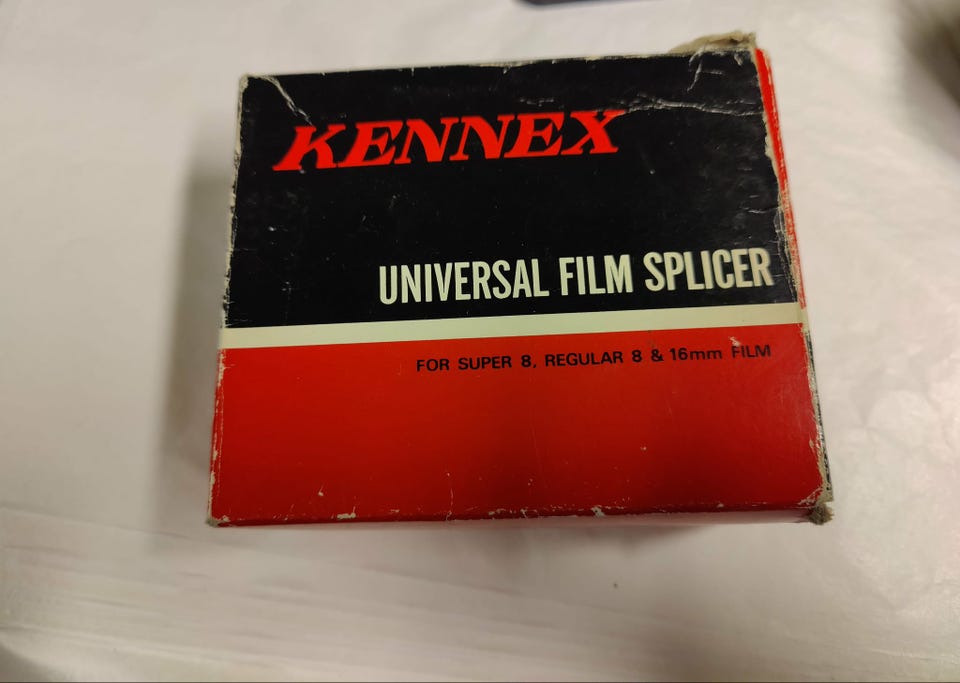 KENNEX
UNIVERSAL FILM SPLICER
FOR SUPER 8, REGULAR 8 & 16mm FILM